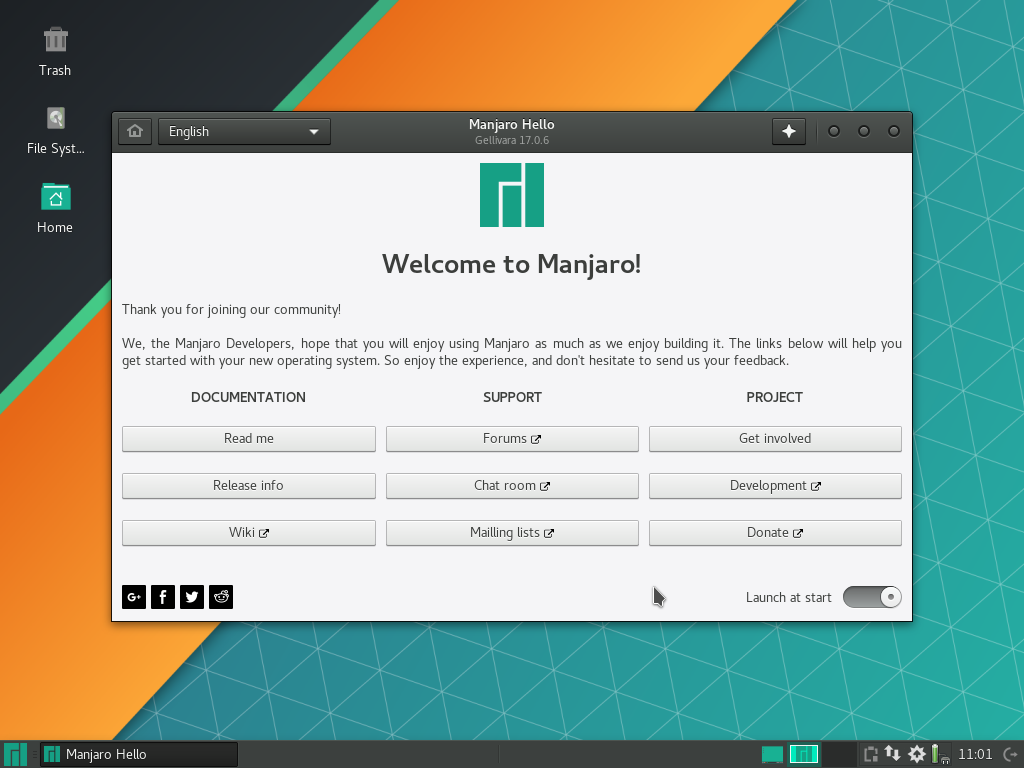 Trash
File Syst...
Home
English
Manjaro Hello
Gellivara 17.0.6
Welcome to Manjaro!
Thank you for joining our community!
We, the Manjaro Developers, hope that you will enjoy using Manjaro as much as we enjoy building it. The links below will help you
get started with your new operating system. So enjoy the experience, and don't hesitate to send us your feedback.
DOCUMENTATION SUPPORT PROJECT
Read me Forums Get involved
Release info Chat room Development
Wiki Mailling lists Donate
Launch at start
Manjaro Hello 11:01